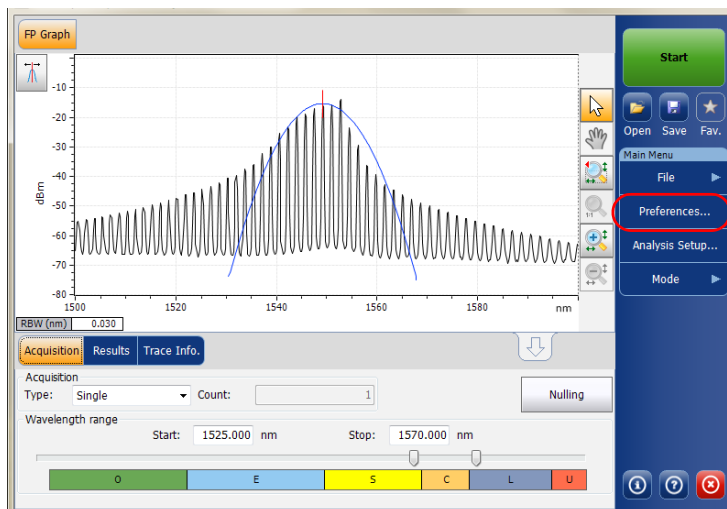 FP Graph
Start
-10
-20
-30
-40
-50
-60
-70
-80
dBm
1500 1520 1540 1560 1580 nm
RBW (nm) 0.030
1/1
Open Save Fav.
Main Menu
File
Preferences...
Analysis Setup...
Mode
Acquisition Results Trace Info.
Acquisition
Type: Single Count: 1 Nulling
Wavelength range
Start: 1525.000 nm Stop: 1570.000 nm
O E S C L U